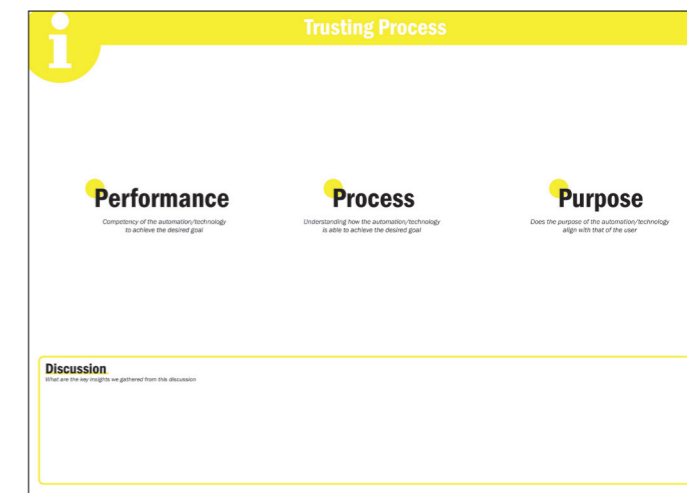 i
Trusting Process
Performance
Competency of the automation/technology
to achieve the desired goal
Process
Understanding how the automation/technology
is able to achieve the desired goal
Purpose
Does the purpose of the automation/technology
align with that of the user
Discussion
What are the key insights we gathered from this discussion